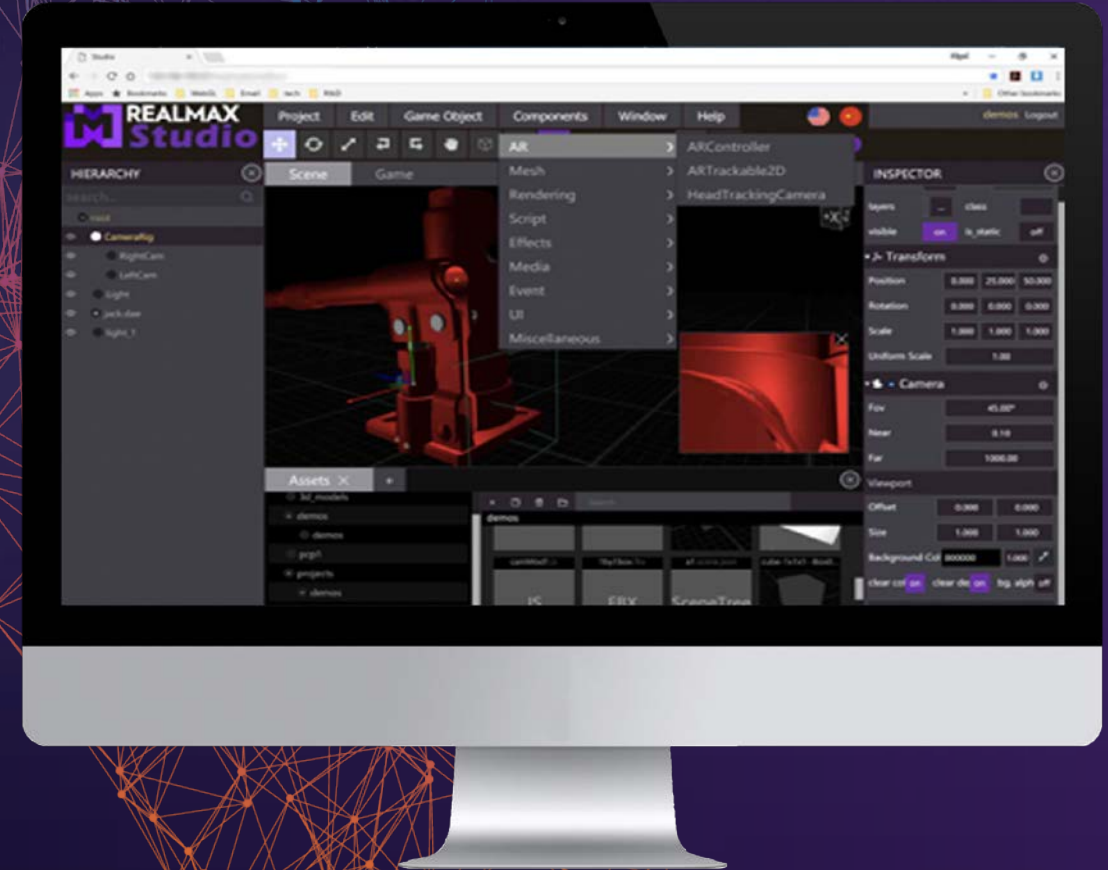 Studio
Apps Bookmarks WebGL Email tech R&D Other bookmarks
REALMAX
Studio
Project Edit Game Object Components Window Help
demos Logout
HIERARCHY
search...
root
CameraRig
RightCam
LeftCam
Light
jack.dae
light_1
Scene Game
AR
Mesh
Rendering
Script
Effects
Media
Event
UI
Miscellaneous
ARController
ARTrackable2D
HeadTrackingCamera
INSPECTOR
layers ... class
visible on is_static off
Transform
Position 0.000 25.000 50.000
Rotation 0.000 0.000 0.000
Scale 1.000 1.000 1.000
Uniform Scale 1.00
Camera
Fov 45.00°
Near 0.10
Far 1000.00
Viewport
Offset 0.000 0.000
Size 1.000 1.000
Background Col 000000 1.000
clear col on clear de on bg. alph off
Assets
3d_models
demos
demos
pcp1
projects
demos
Search
demos
JS
FBX
SceneTree